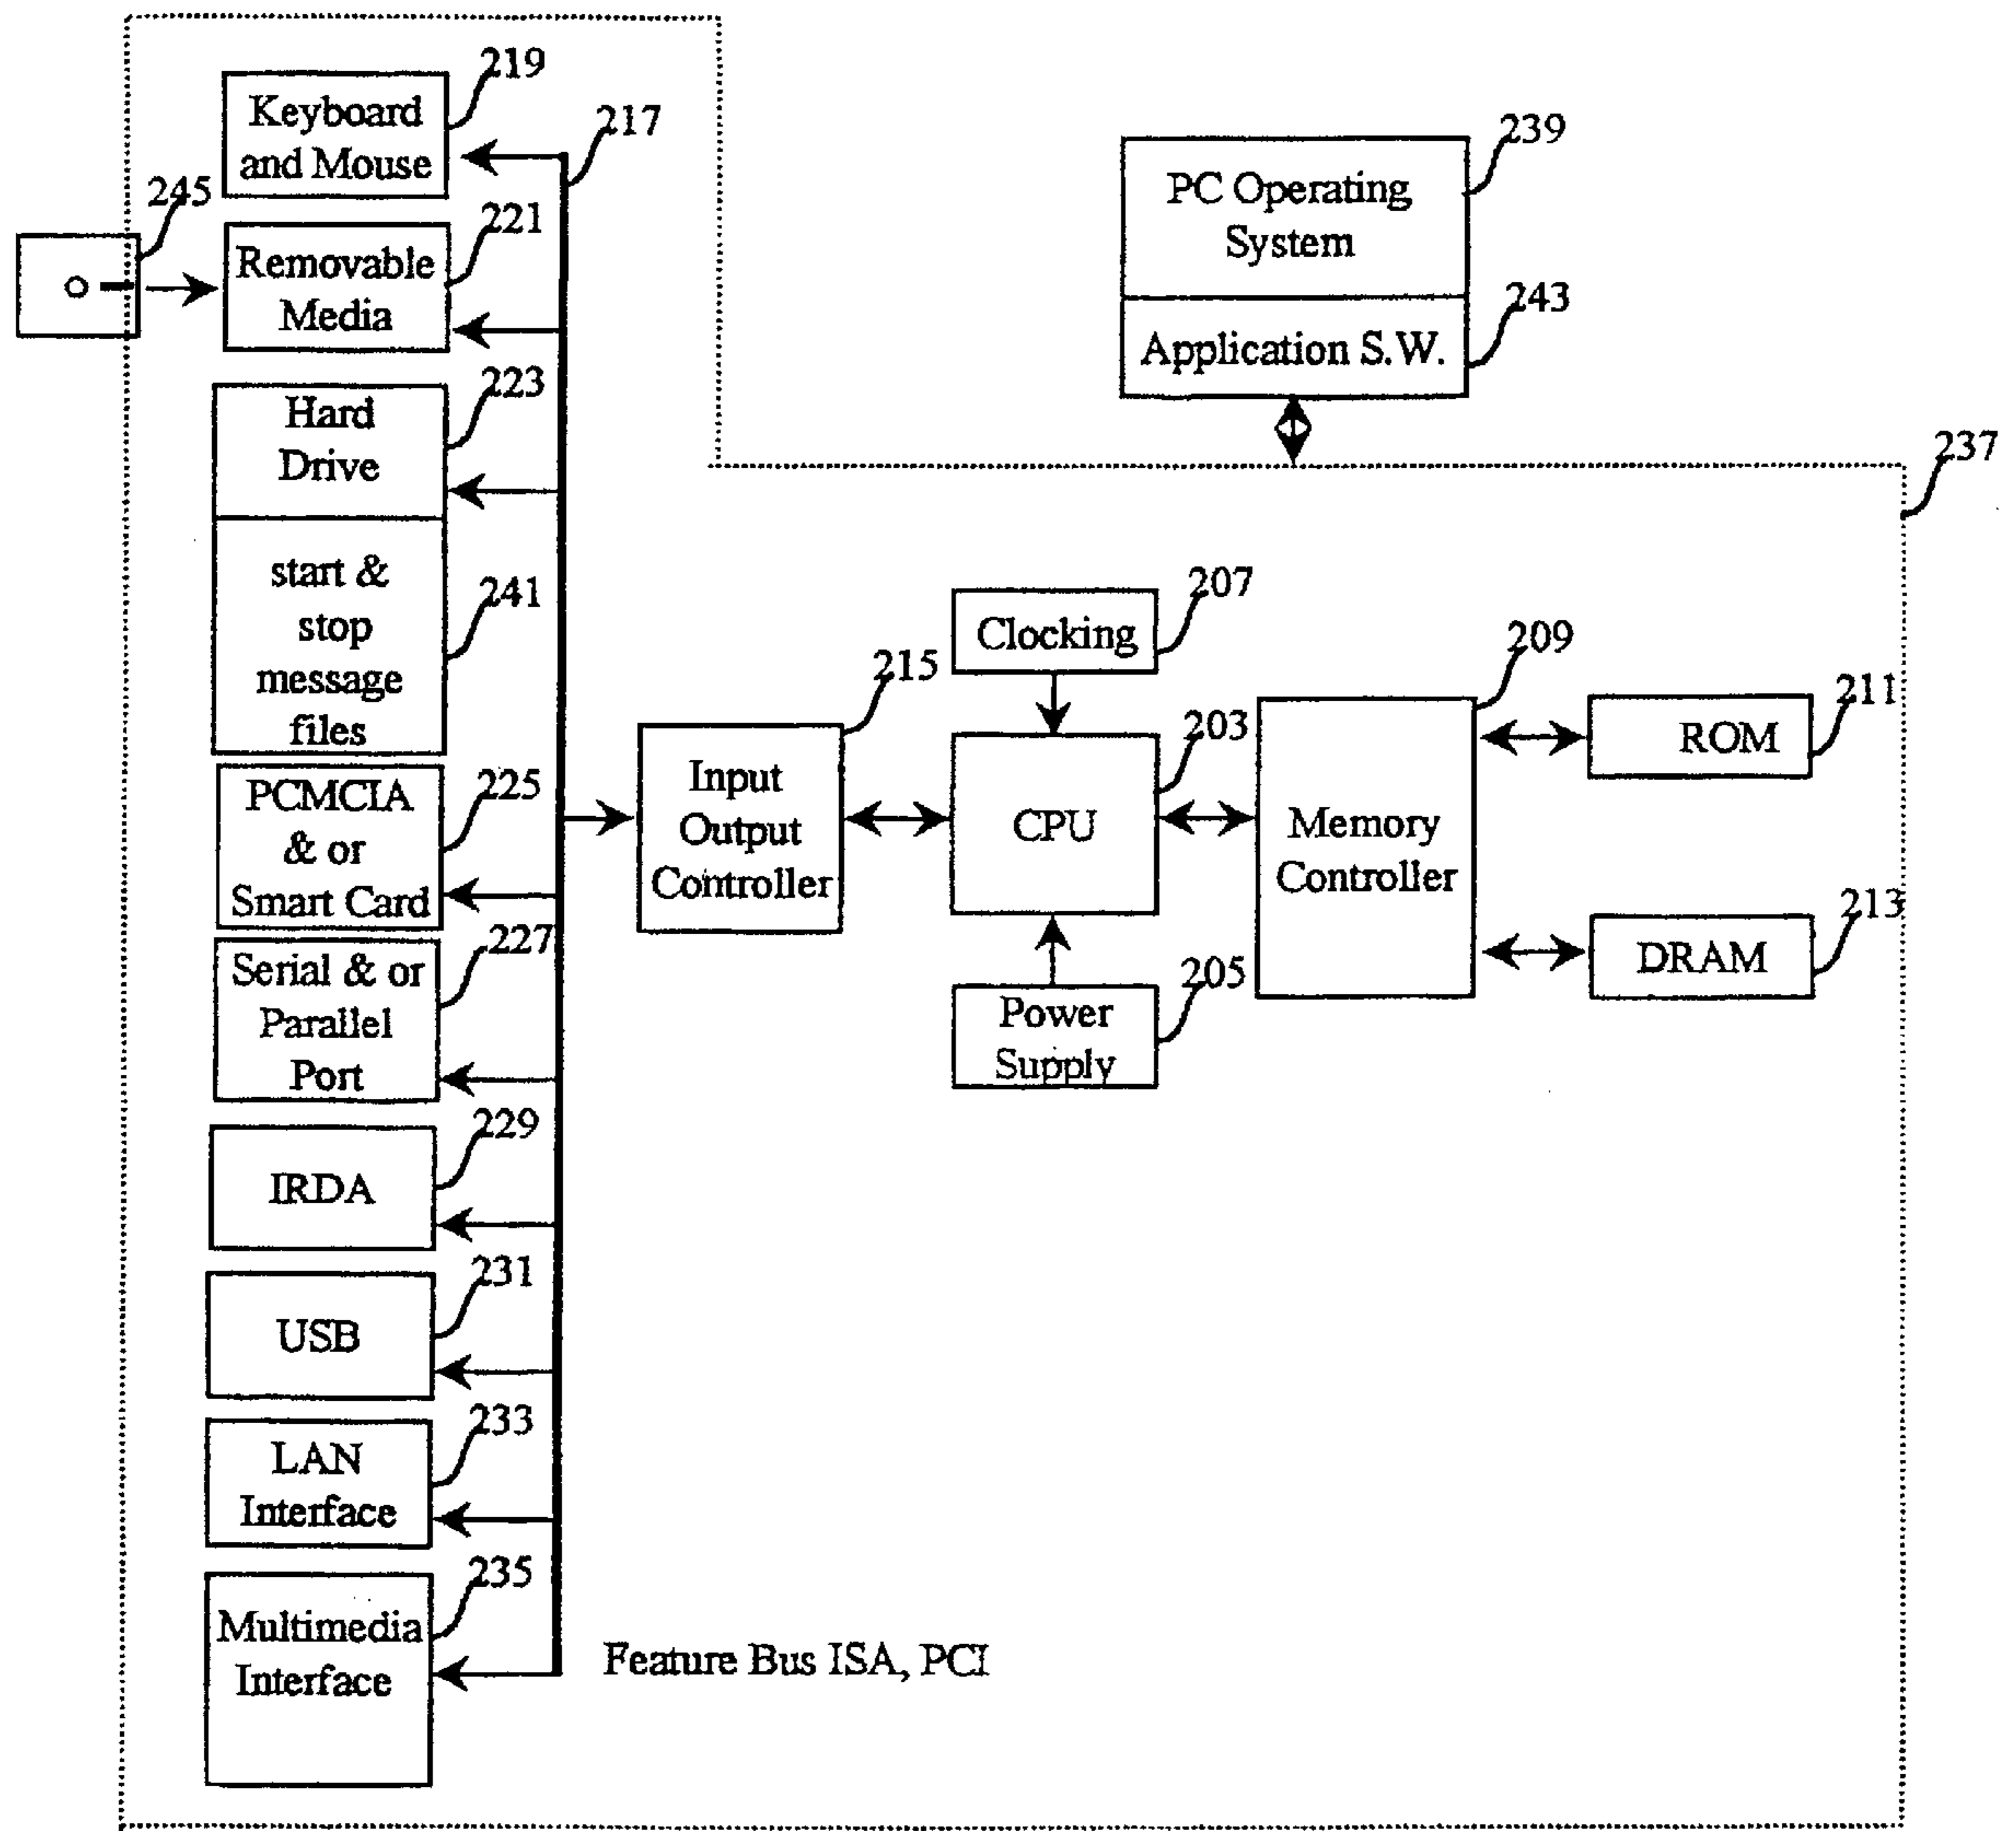 219
Keyboard
and Mouse
217
245
221
Removable
Media
223
Hard
Drive
start &
stop
message
files
241
PCMCIA
& or
Smart Card
225
Serial & or
Parallel
Port
227
229
IRDA
231
USB
233
LAN
Interface
235
Multimedia
Interface
Feature Bus ISA, PCI
239
PC Operating
System
243
Application S.W.
237
207
Clocking
215
Input
Output
Controller
203
CPU
205
Power
Supply
209
Memory
Controller
211
ROM
213
DRAM